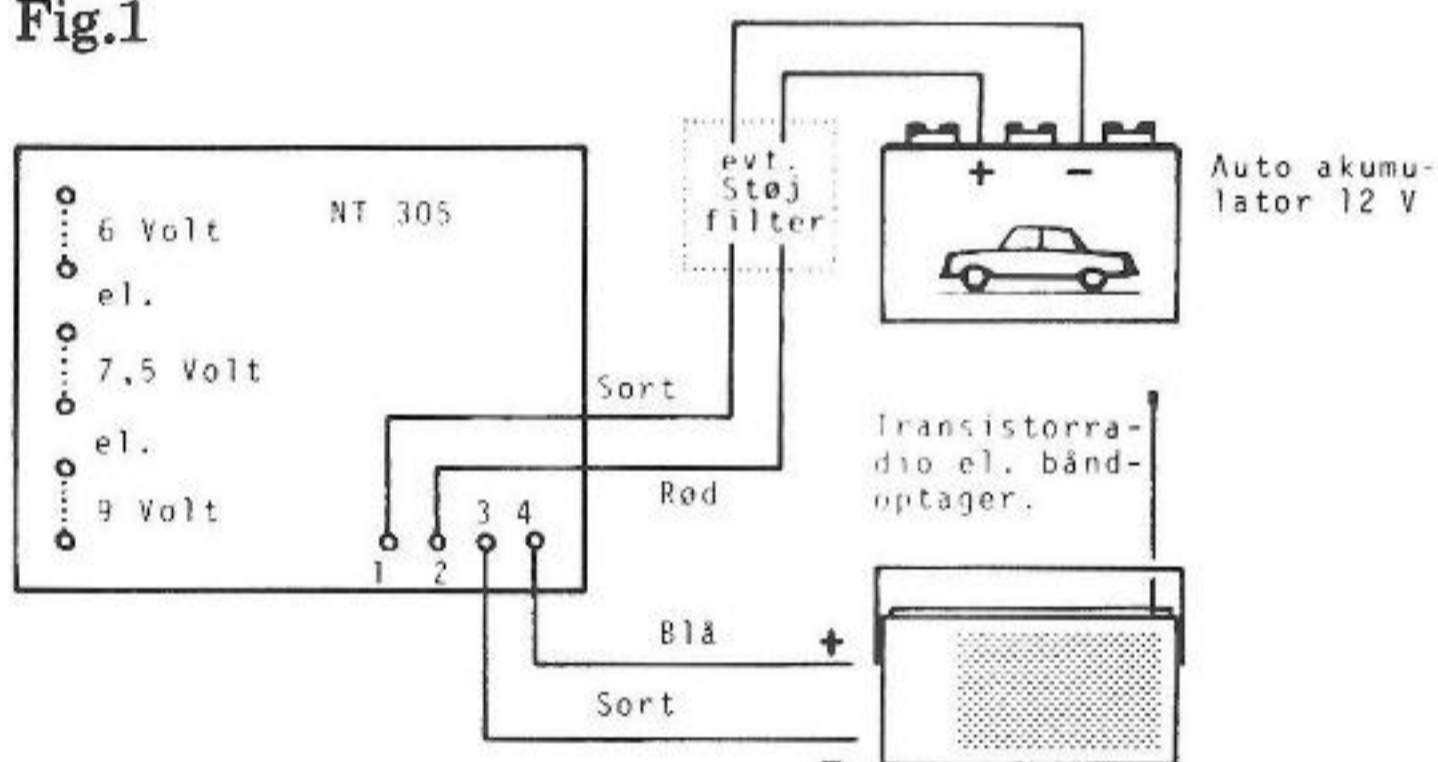 Fig.1
NT 305
6 Volt
el.
7,5 Volt
el.
9 Volt
1
2
3
4
Sort
Rød
Blå
+
Sort
-
evt.
Støj
filter
+ -
Auto akumu-
lator 12 V
Transistorra-
dio el. bånd-
optager.